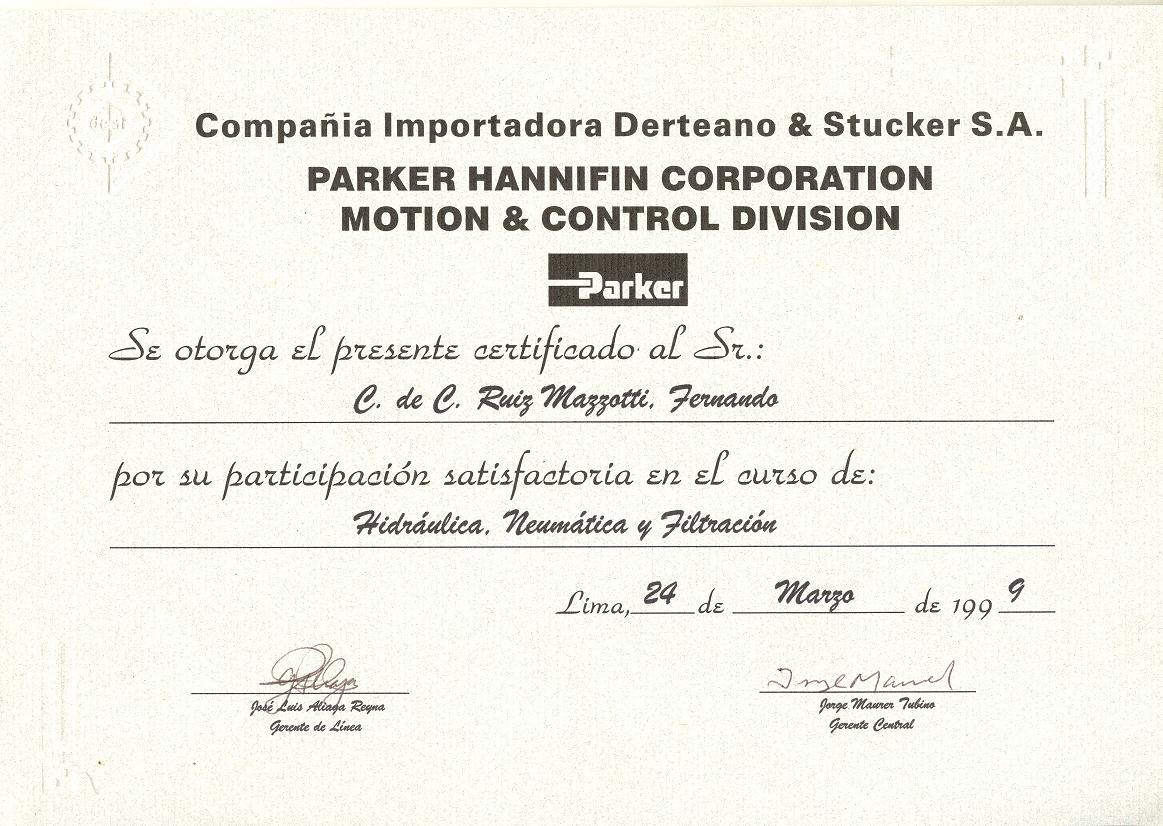 Compañia Importadora Derteano & Stucker S.A.
PARKER HANNIFIN CORPORATION
MOTION & CONTROL DIVISION
Parker
Se otorga el presente certificado al Sr.:
C. de C. Ruiz Mazzotti, Fernando
por su participación satisfactoria en el curso de:
Hidráulica, Neumática y Filtración
Lima, 24 de Marzo de 1999
José Luis Aliaga Reyna
Gerente de Línea
Jorge Maurer Tubino
Gerente Central